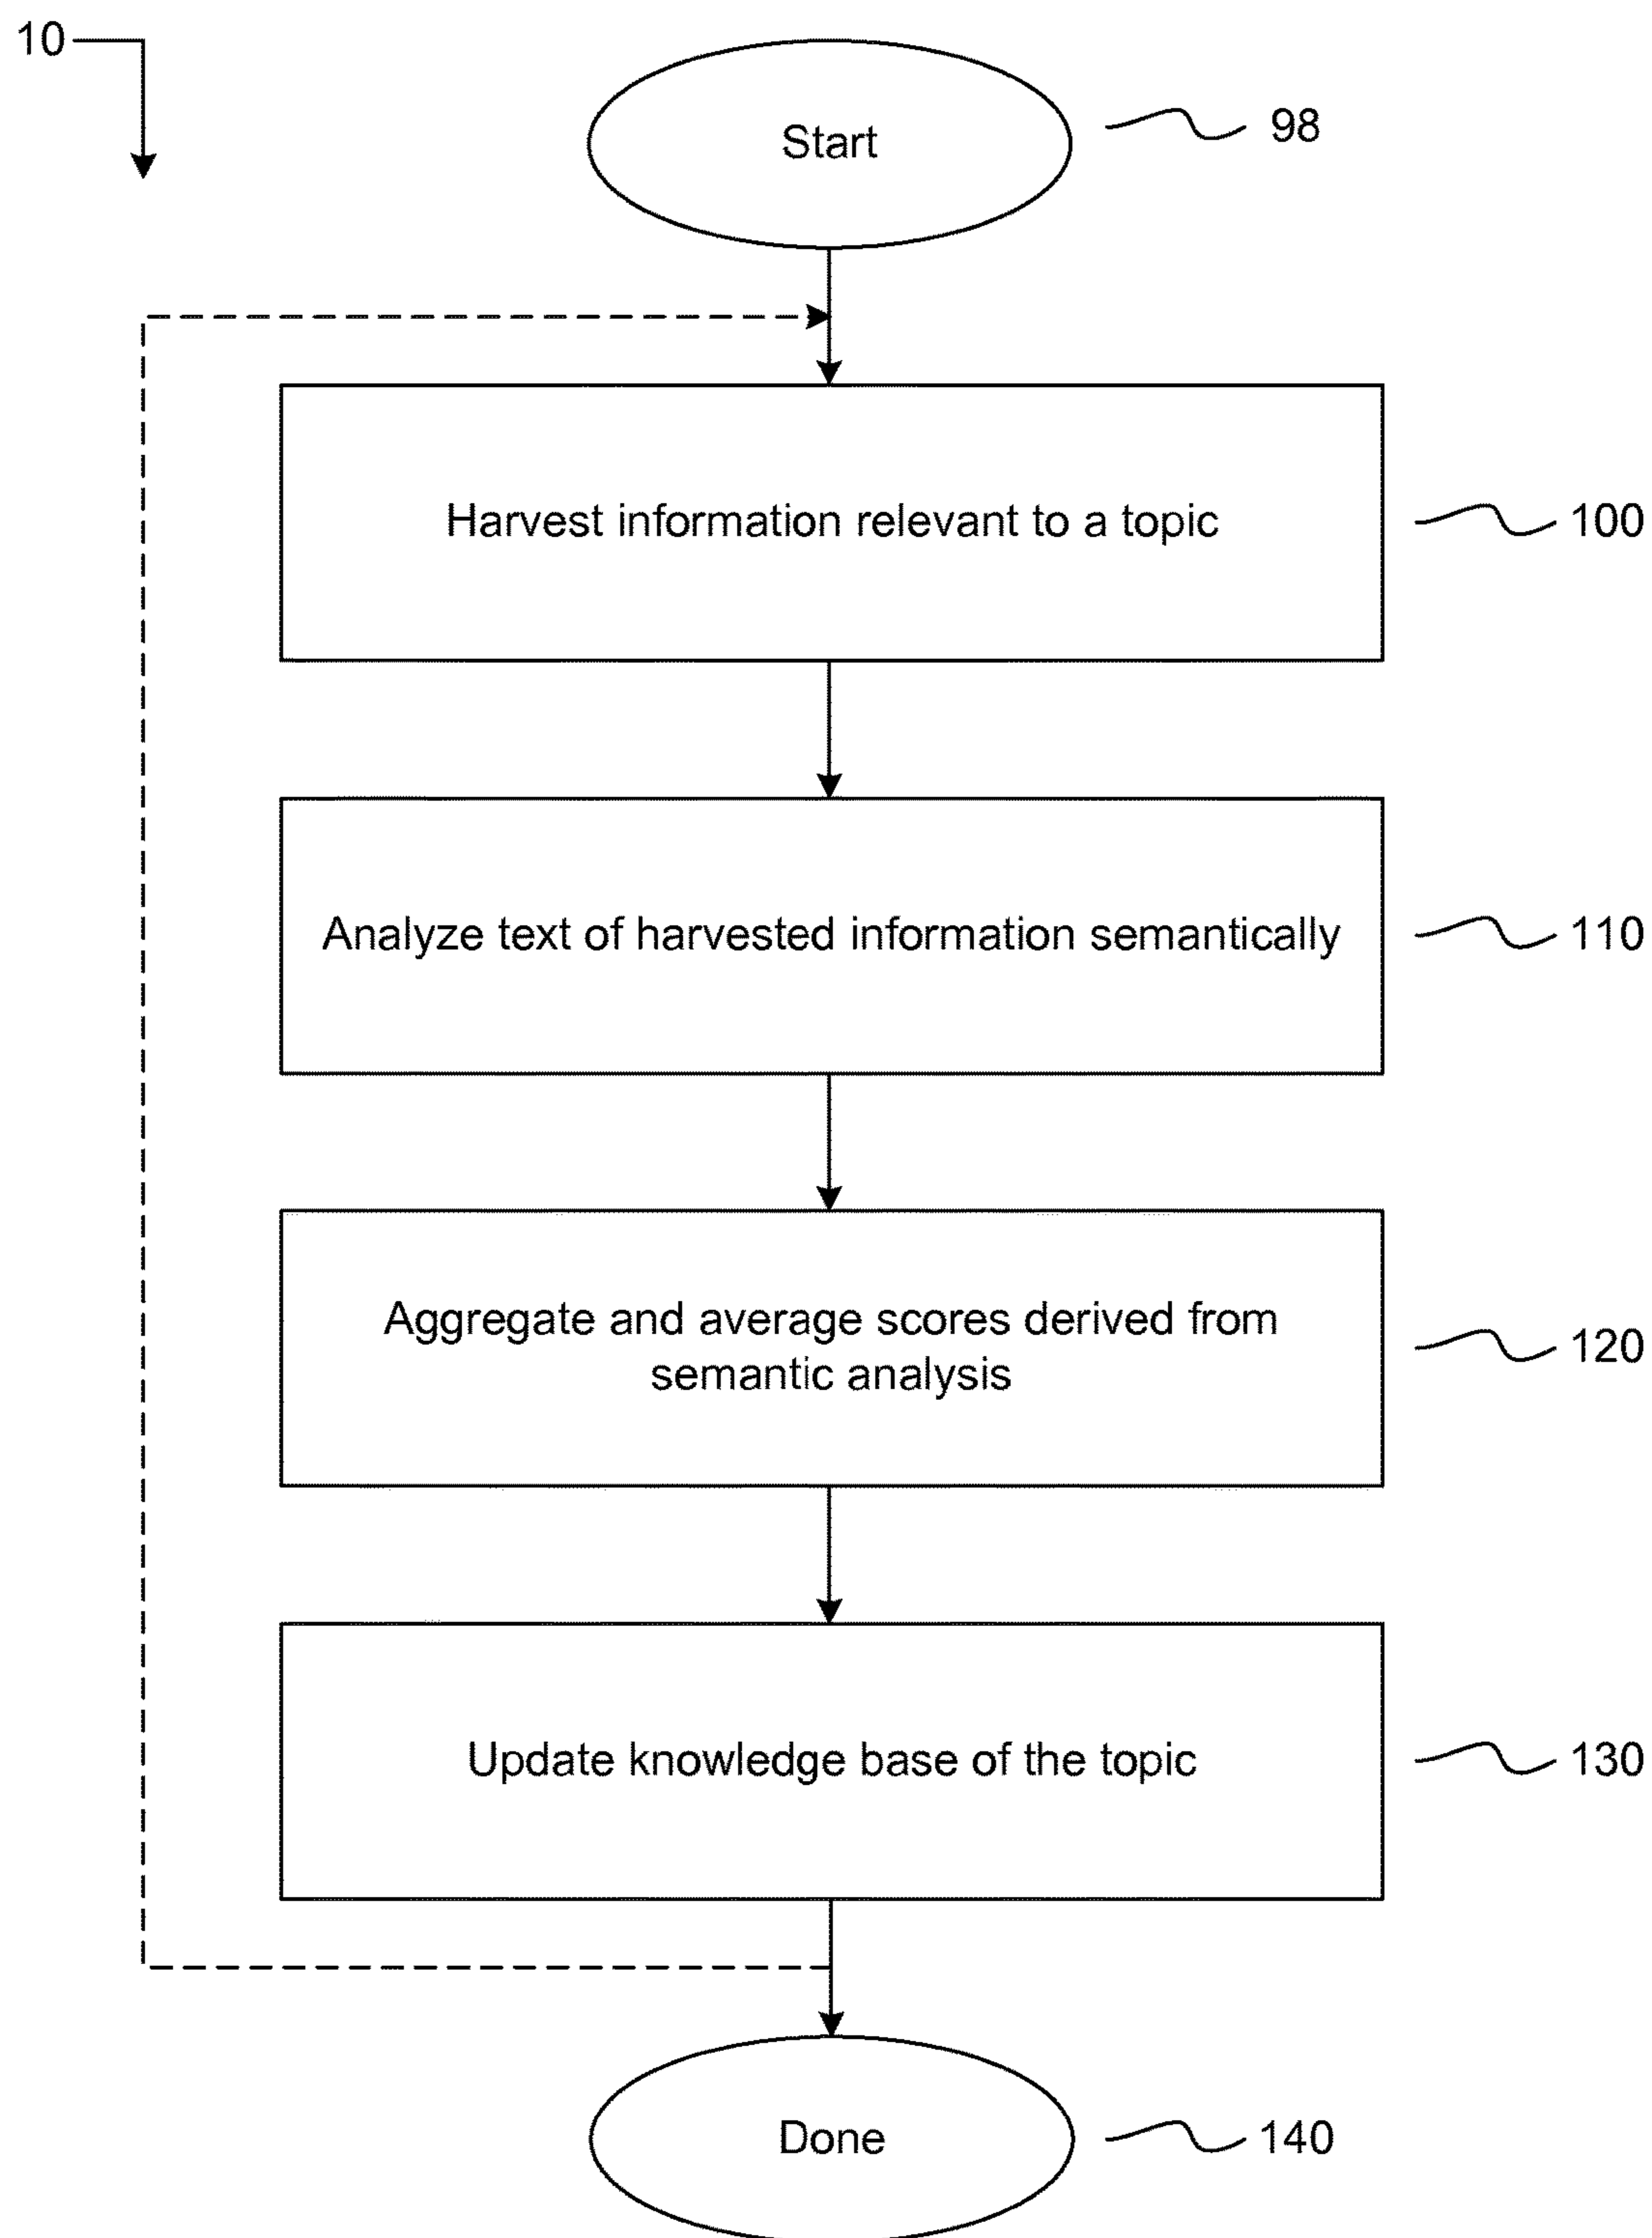 10
Start
98
Harvest information relevant to a topic
100
Analyze text of harvested information semantically
110
Aggregate and average scores derived from
semantic analysis
120
Update knowledge base of the topic
130
Done
140